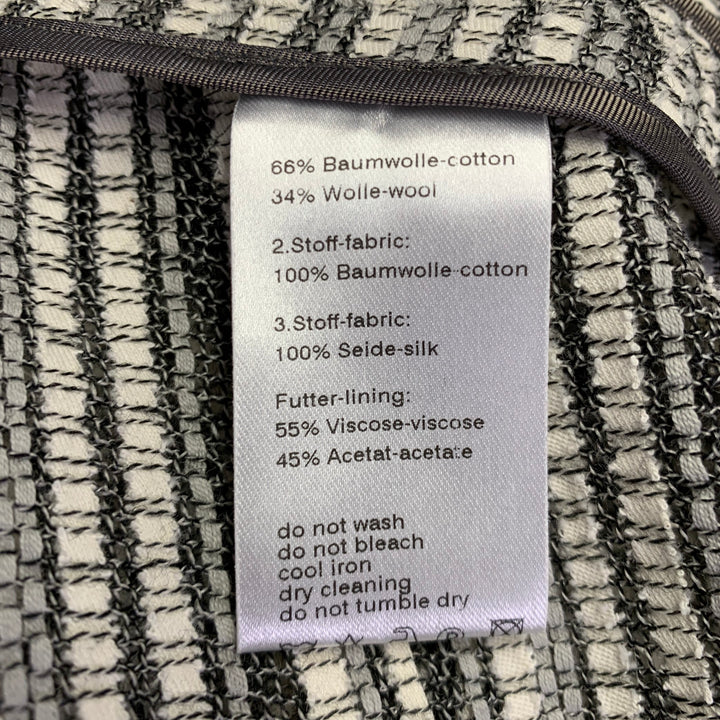 66% Baumwolle-cotton
34% Wolle-wool
2.Stoff-fabric:
100% Baumwolle-cotton
3.Stoff-fabric:
100% Seide-silk
Futter-lining:
55% Viscose-viscose
45% Acetat-acetate
do not wash
do not bleach
cool iron
dry cleaning
do not tumble dry